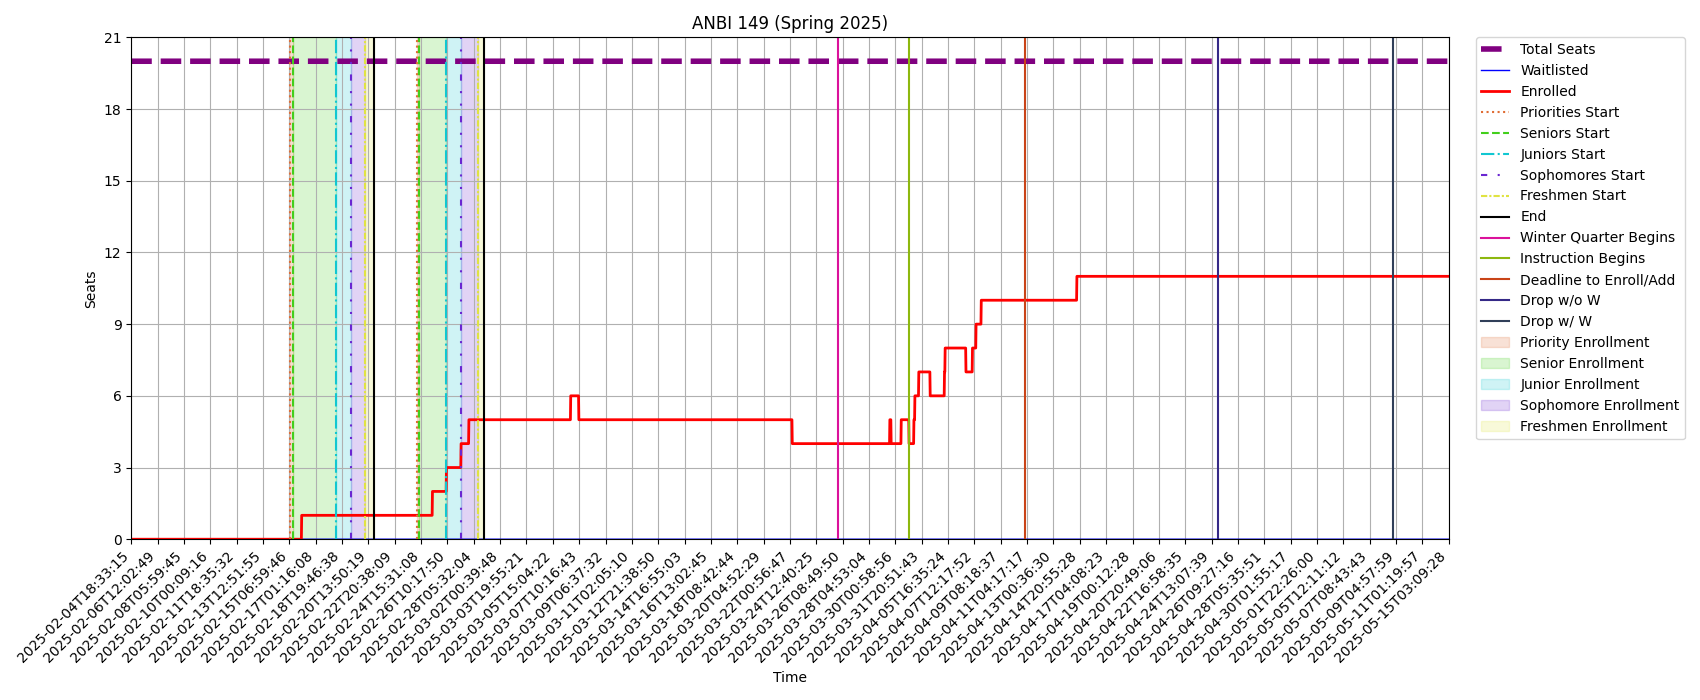 ANBI 149 (Spring 2025)
21
18
15
12
9
6
3
0
Seats
2025-02-04T18:33:15
2025-02-06T12:02:49
2025-02-08T05:59:45
2025-02-10T00:09:16
2025-02-11T18:35:32
2025-02-13T12:51:55
2025-02-15T06:59:46
2025-02-17T01:16:08
2025-02-18T19:46:38
2025-02-20T13:50:19
2025-02-22T20:38:09
2025-02-24T15:31:08
2025-02-26T10:17:50
2025-02-28T05:32:04
2025-03-02T00:39:48
2025-03-03T19:55:21
2025-03-05T15:04:22
2025-03-07T10:16:43
2025-03-09T06:37:32
2025-03-11T02:05:10
2025-03-12T21:38:50
2025-03-14T16:55:03
2025-03-16T13:02:45
2025-03-18T08:42:44
2025-03-20T04:52:29
2025-03-22T00:56:47
2025-03-24T12:40:25
2025-03-26T08:49:50
2025-03-28T04:53:04
2025-03-30T00:58:56
2025-03-31T20:51:43
2025-04-05T16:35:24
2025-04-07T12:17:52
2025-04-09T08:18:37
2025-04-11T04:17:17
2025-04-13T00:36:30
2025-04-14T20:55:28
2025-04-17T04:08:23
2025-04-19T00:12:28
2025-04-20T20:49:06
2025-04-22T16:58:35
2025-04-24T13:07:39
2025-04-26T09:27:16
2025-04-28T05:35:51
2025-04-30T01:55:17
2025-05-01T22:26:00
2025-05-05T12:11:12
2025-05-07T08:43:43
2025-05-09T04:57:59
2025-05-11T01:19:57
2025-05-15T03:09:28
Time
Total Seats
Waitlisted
Enrolled
Priorities Start
Seniors Start
Juniors Start
Sophomores Start
Freshmen Start
End
Winter Quarter Begins
Instruction Begins
Deadline to Enroll/Add
Drop w/o W
Drop w/ W
Priority Enrollment
Senior Enrollment
Junior Enrollment
Sophomore Enrollment
Freshmen Enrollment